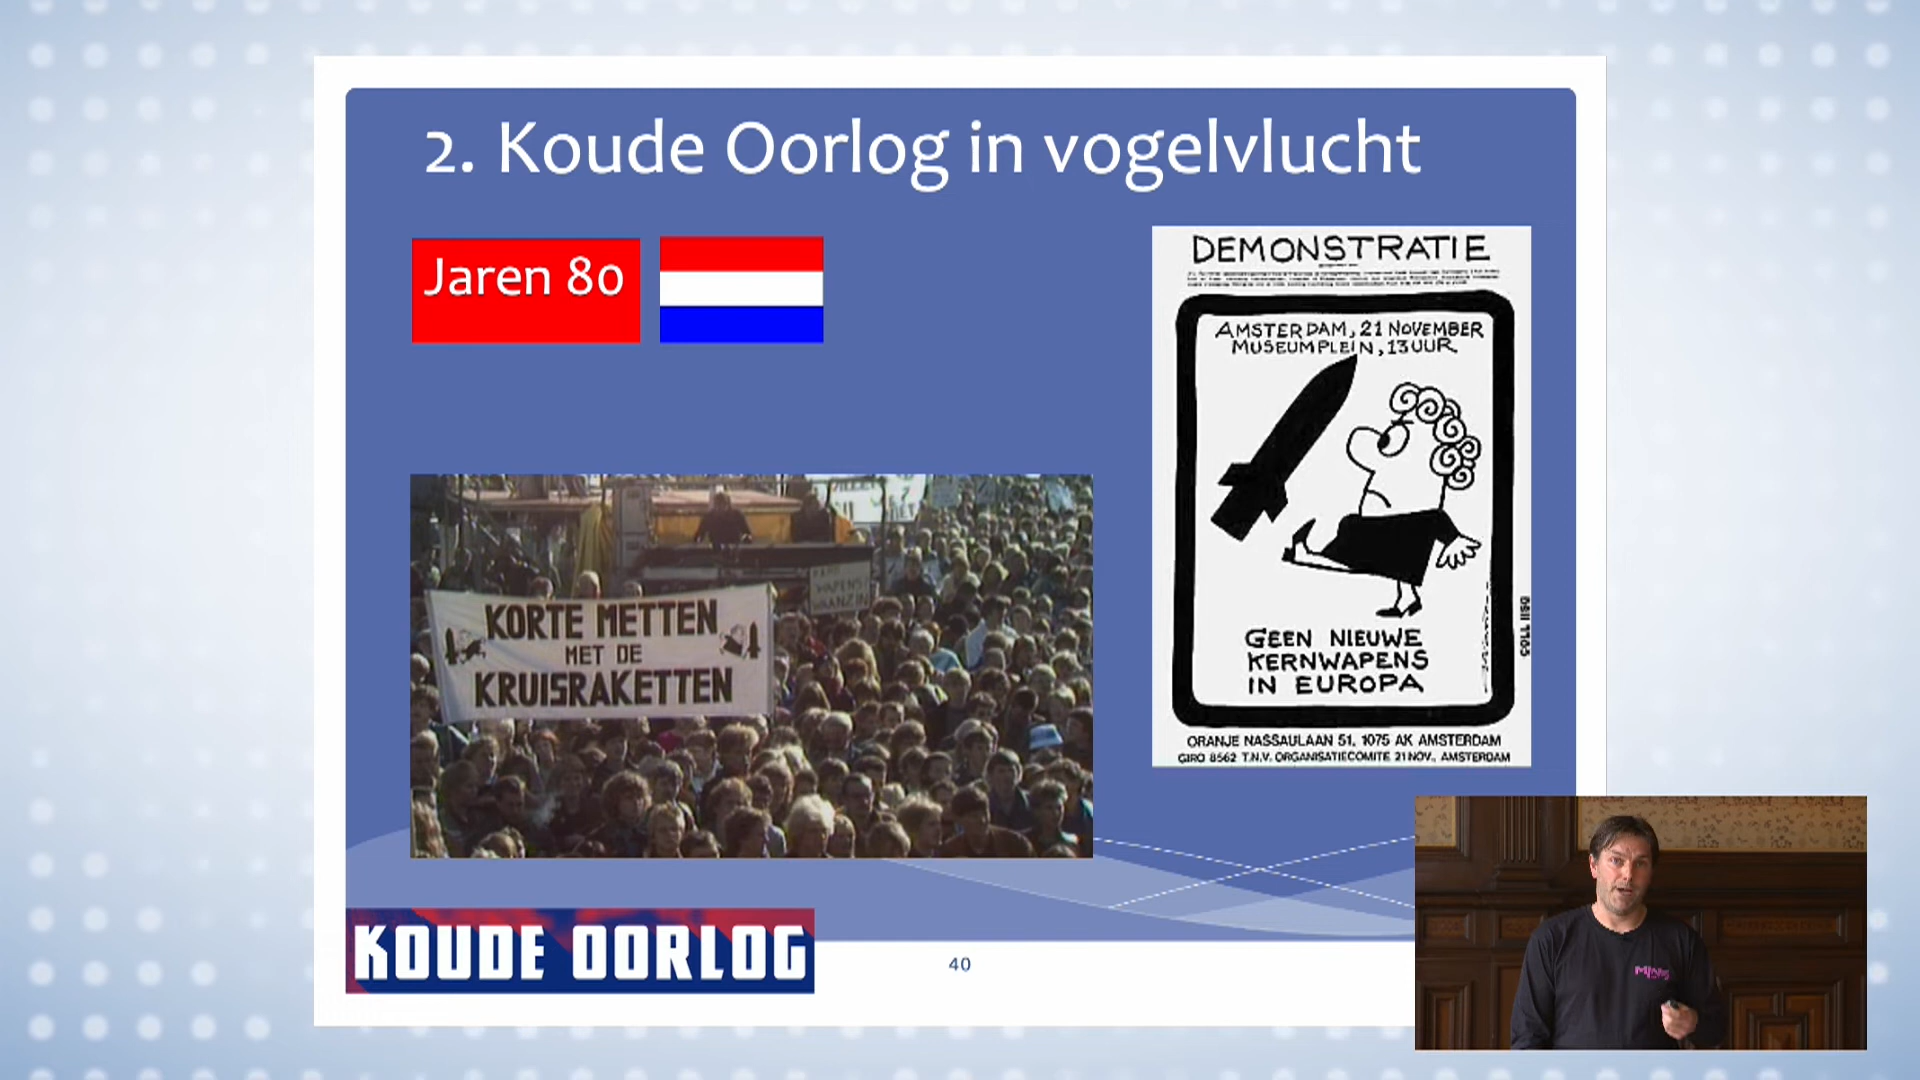 2. Koude Oorlog in vogelvlucht
Jaren 80
DEMONSTRATIE
AMSTERDAM, 21 NOVEMBER
MUSEUMPLEIN, 13 UUR
GEEN NIEUWE
KERNWAPENS
IN EUROPA
COLL IISG
ORANJE NASSAULAAN 51, 1075 AK AMSTERDAM
GIRO 8562 T.N.V. ORGANISATIECOMITE 21 NOV., AMSTERDAM
KORTE METTEN
MET DE
KRUISRAKETTEN
KOUDE OORLOG
40